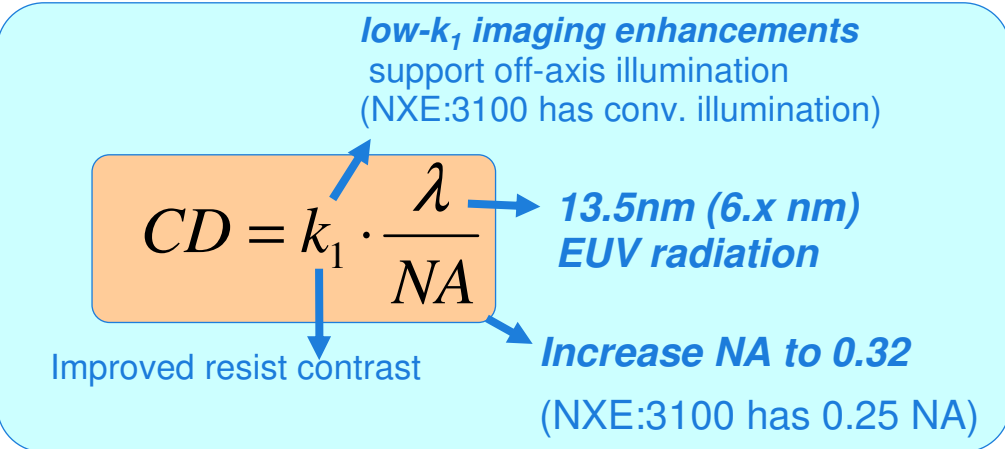 low-k₁ imaging enhancements
support off-axis illumination
(NXE:3100 has conv. illumination)
CD = k₁ · λ / NA
13.5nm (6.x nm)
EUV radiation
Improved resist contrast
Increase NA to 0.32
(NXE:3100 has 0.25 NA)